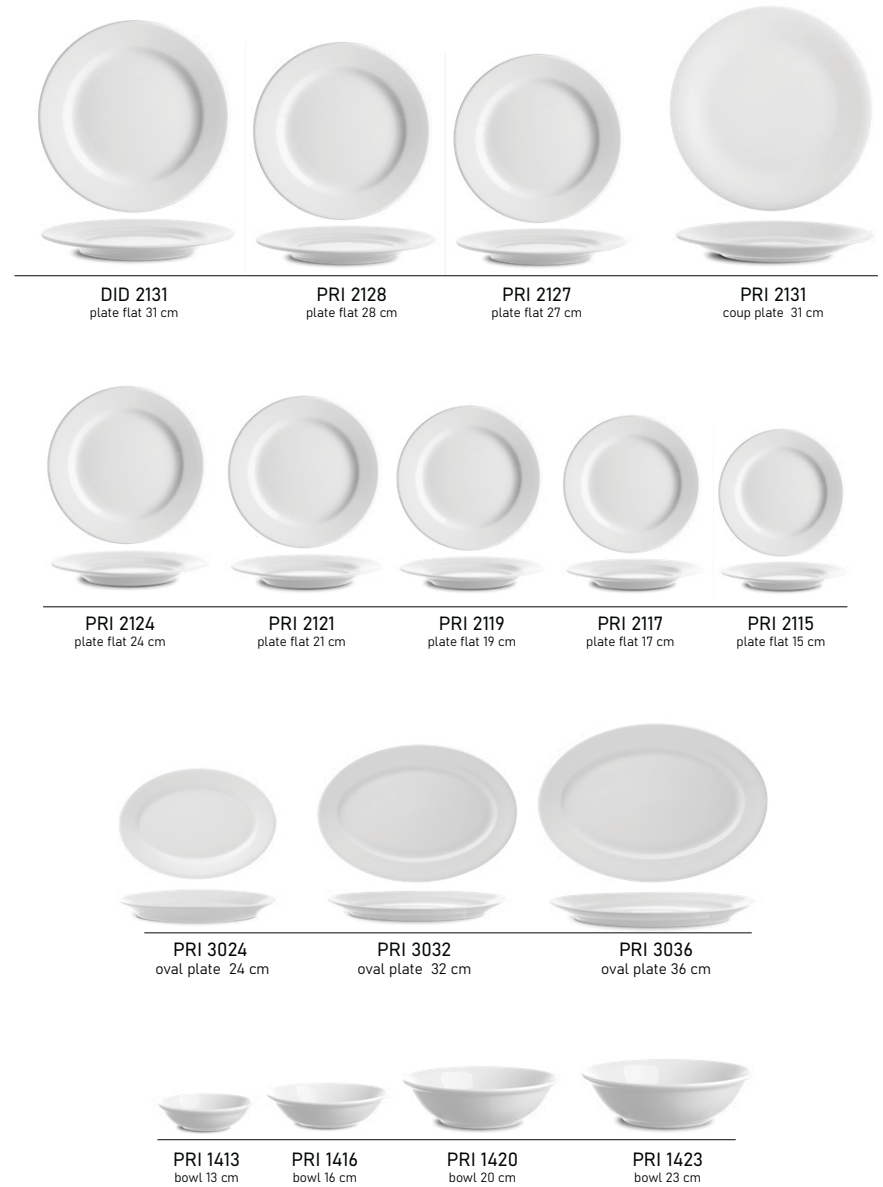 DID 2131
plate flat 31 cm
PRI 2128
plate flat 28 cm
PRI 2127
plate flat 27 cm
PRI 2131
coup plate 31 cm
PRI 2124
plate flat 24 cm
PRI 2121
plate flat 21 cm
PRI 2119
plate flat 19 cm
PRI 2117
plate flat 17 cm
PRI 2115
plate flat 15 cm
PRI 3024
oval plate 24 cm
PRI 3032
oval plate 32 cm
PRI 3036
oval plate 36 cm
PRI 1413
bowl 13 cm
PRI 1416
bowl 16 cm
PRI 1420
bowl 20 cm
PRI 1423
bowl 23 cm